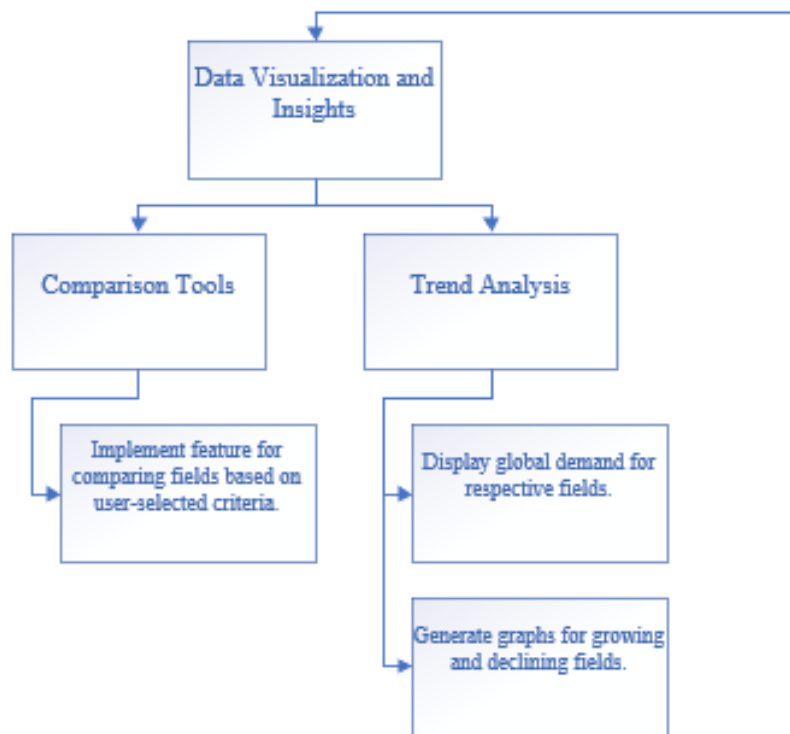 Data Visualization and
Insights
Comparison Tools
Trend Analysis
Implement feature for
comparing fields based on
user-selected criteria.
Display global demand for
respective fields.
Generate graphs for growing
and declining fields.